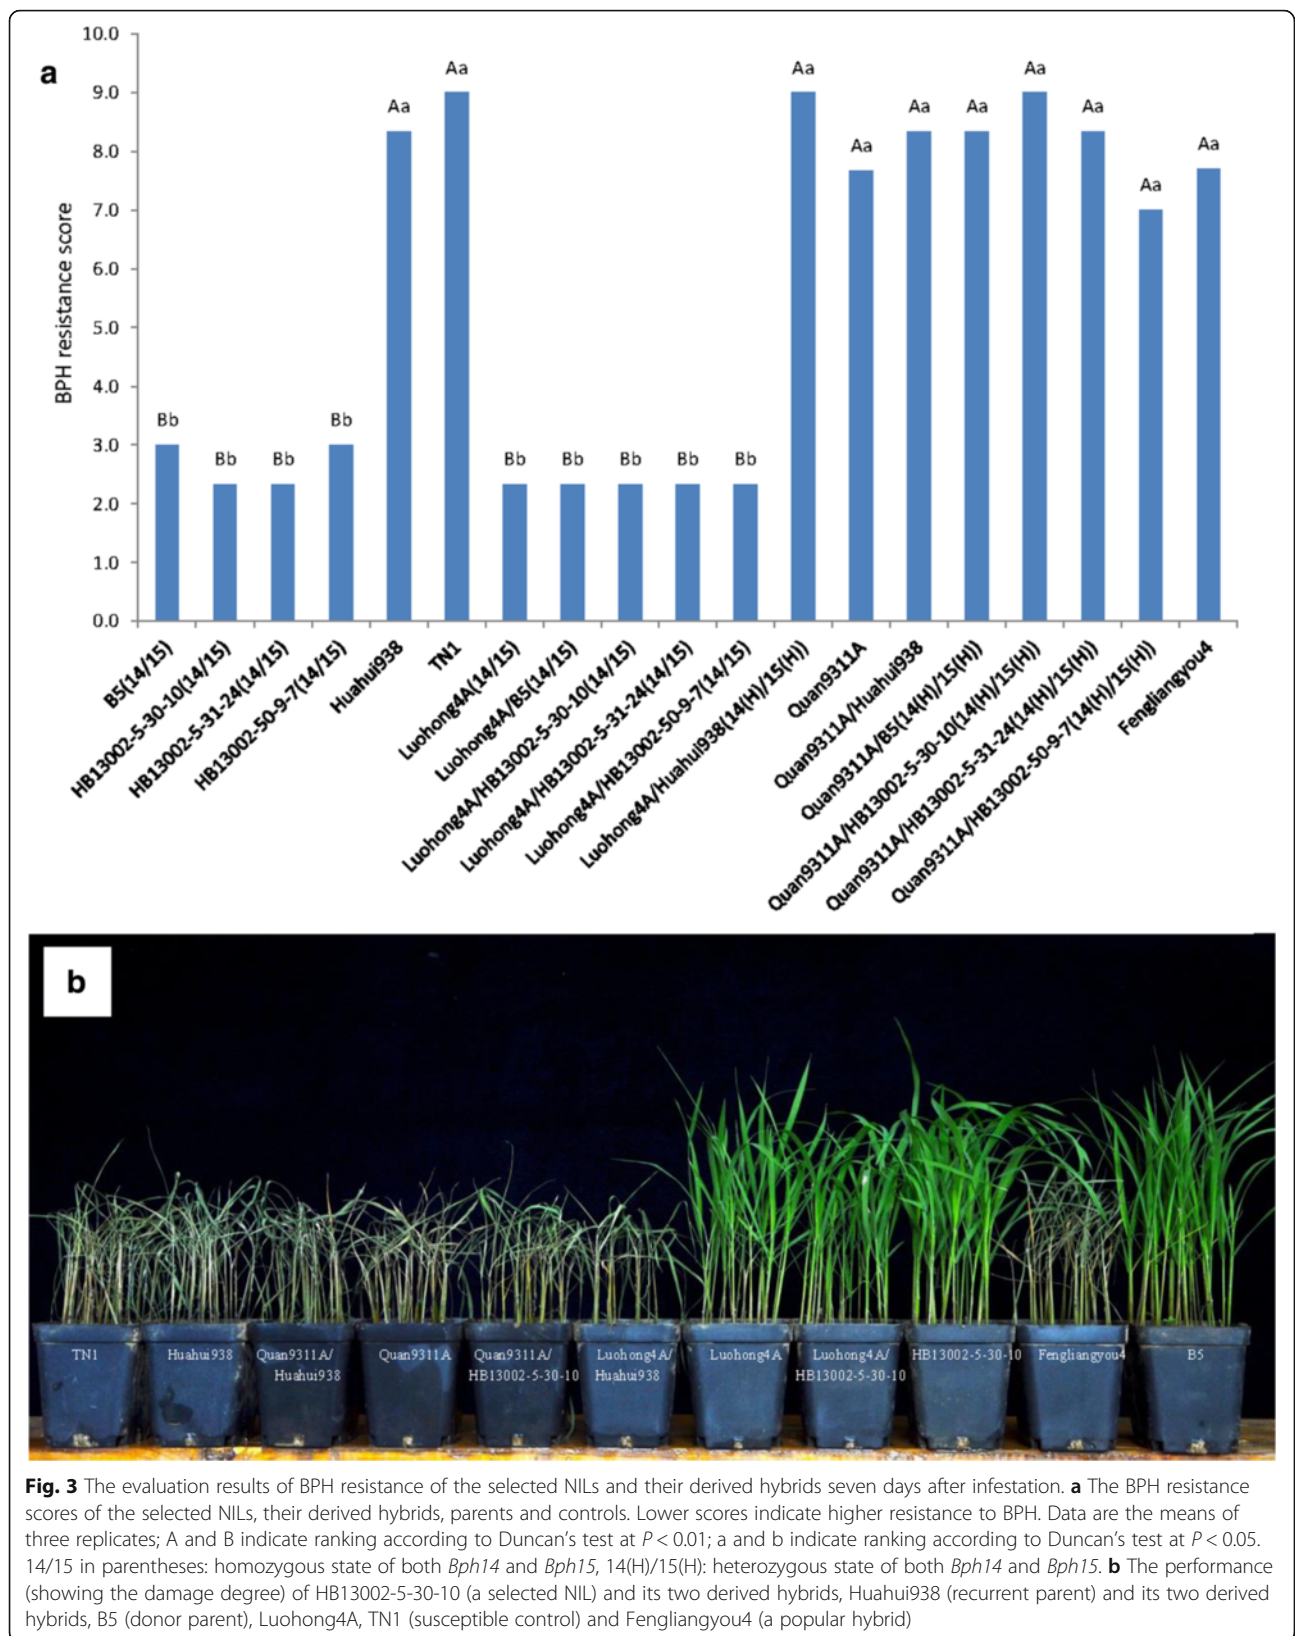 a
10.0
9.0
8.0
7.0
6.0
5.0
4.0
3.0
2.0
1.0
0.0
BPH resistance score
Bb
Bb
Bb
Bb
Aa
Aa
Bb
Bb
Bb
Bb
Bb
Aa
Aa
Aa
Aa
Aa
Aa
Aa
Aa
B5(14/15)
HB13002-5-30-10(14/15)
HB13002-5-31-24(14/15)
HB13002-50-9-7(14/15)
Huahui938
TN1
Luohong4A(14/15)
Luohong4A/B5(14/15)
Luohong4A/HB13002-5-30-10(14/15)
Luohong4A/HB13002-5-31-24(14/15)
Luohong4A/HB13002-50-9-7(14/15)
Luohong4A/Huahui938(14(H)/15(H))
Quan9311A
Quan9311A/Huahui938
Quan9311A/B5(14(H)/15(H))
Quan9311A/HB13002-5-30-10(14(H)/15(H))
Quan9311A/HB13002-5-31-24(14(H)/15(H))
Quan9311A/HB13002-50-9-7(14(H)/15(H))
Fengliangyou4
b
TN1
Huahui938
Quan9311A/
Huahui938
Quan9311A
Quan9311A/
HB13002-5-30-10
Luohong4A/
Huahui938
Luohong4A
Luohong4A/
HB13002-5-30-10
HB13002-5-30-10
Fengliangyou4
B5
Fig. 3 The evaluation results of BPH resistance of the selected NILs and their derived hybrids seven days after infestation. a The BPH resistance
scores of the selected NILs, their derived hybrids, parents and controls. Lower scores indicate higher resistance to BPH. Data are the means of
three replicates; A and B indicate ranking according to Duncan's test at P < 0.01; a and b indicate ranking according to Duncan's test at P < 0.05.
14/15 in parentheses: homozygous state of both Bph14 and Bph15, 14(H)/15(H): heterozygous state of both Bph14 and Bph15. b The performance
(showing the damage degree) of HB13002-5-30-10 (a selected NIL) and its two derived hybrids, Huahui938 (recurrent parent) and its two derived
hybrids, B5 (donor parent), Luohong4A, TN1 (susceptible control) and Fengliangyou4 (a popular hybrid)